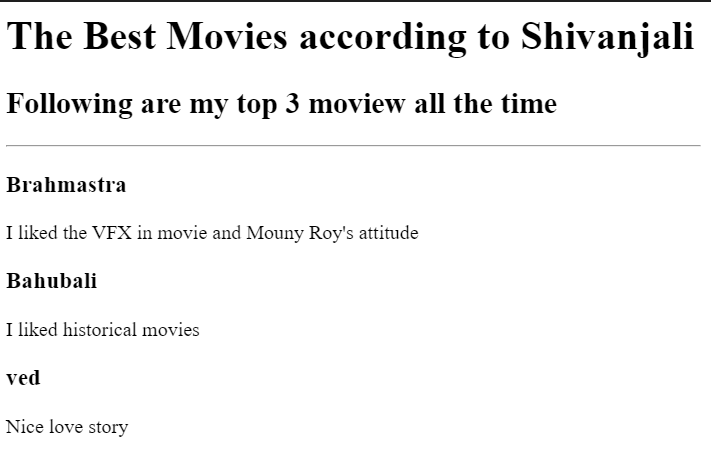 The Best Movies according to Shivanjali
Following are my top 3 moview all the time
Brahmastra
I liked the VFX in movie and Mouny Roy's attitude
Bahubali
I liked historical movies
ved
Nice love story